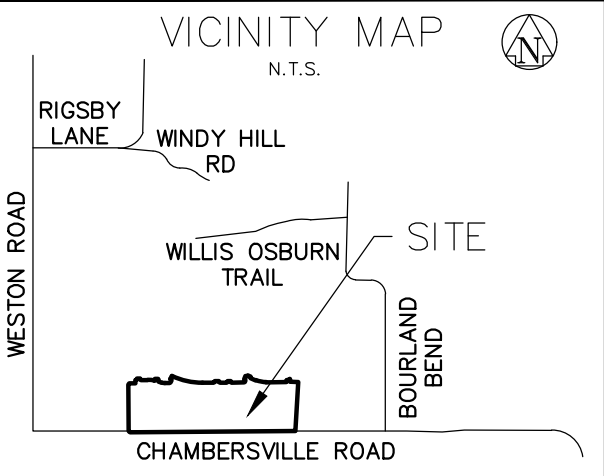 VICINITY MAP
N
N.T.S.
RIGSBY
LANE
WINDY HILL
RD
WESTON ROAD
WILLIS OSBURN
TRAIL
SITE
BOURLAND
BEND
CHAMBERSVILLE ROAD